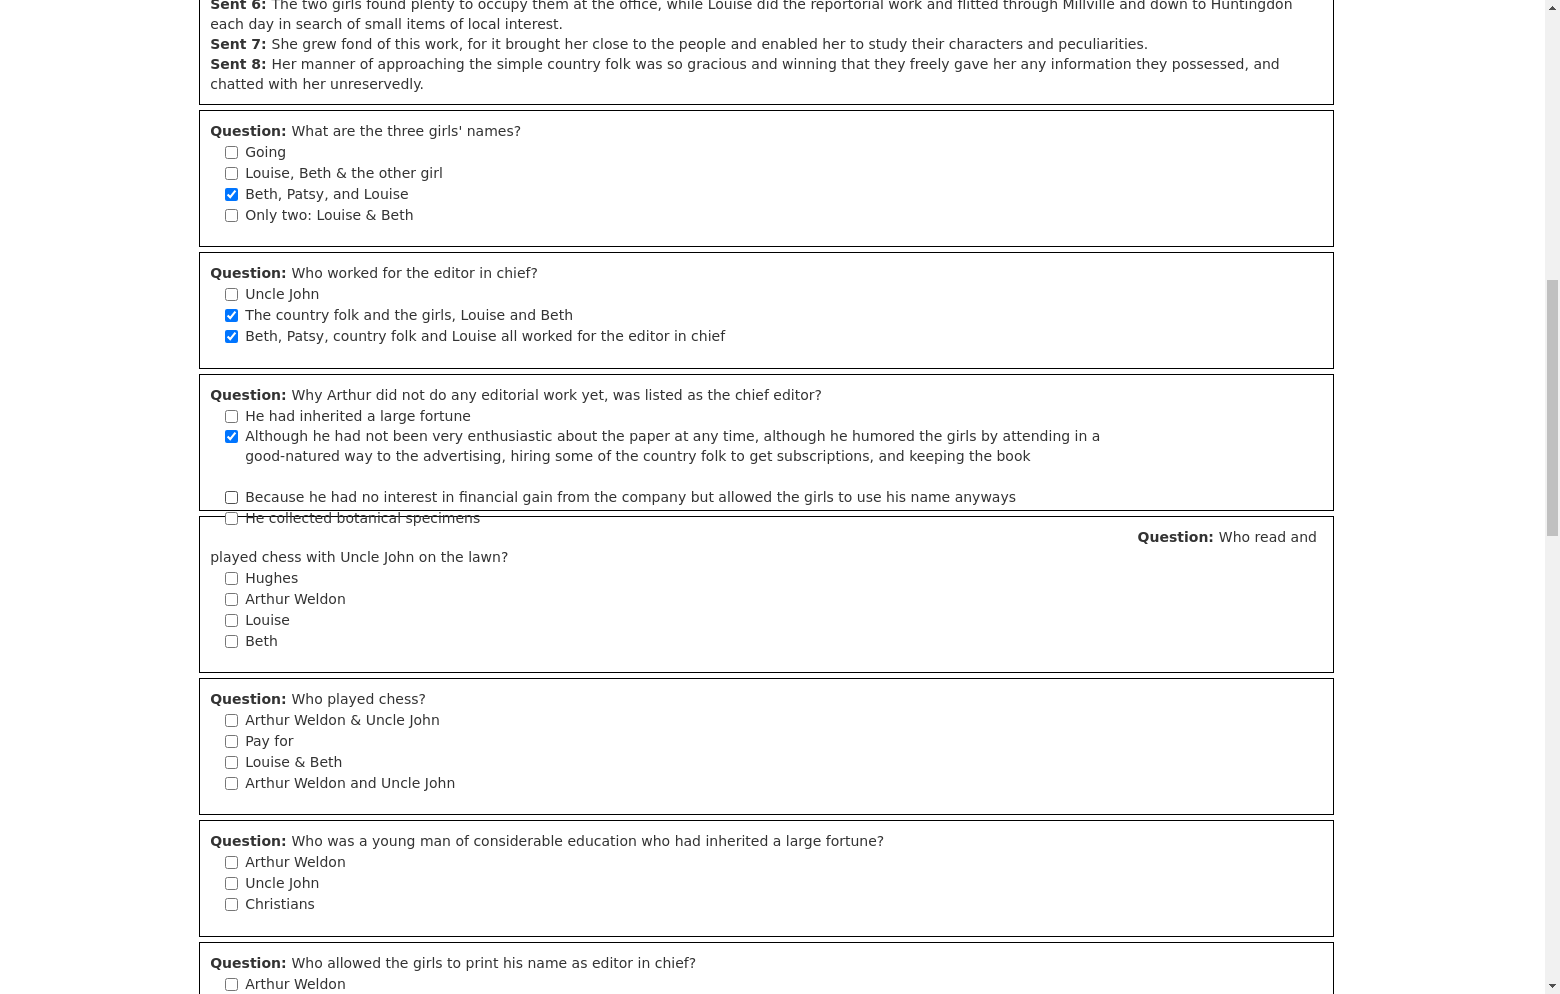 Sent 6: The two girls found plenty to occupy them at the office, while Louise did the reportorial work and flitted through Millville and down to Huntingdon
each day in search of small items of local interest.
Sent 7: She grew fond of this work, for it brought her close to the people and enabled her to study their characters and peculiarities.
Sent 8: Her manner of approaching the simple country folk was so gracious and winning that they freely gave her any information they possessed, and
chatted with her unreservedly.
Question: What are the three girls' names?
Going
Louise, Beth & the other girl
Beth, Patsy, and Louise
Only two: Louise & Beth
Question: Who worked for the editor in chief?
Uncle John
The country folk and the girls, Louise and Beth
Beth, Patsy, country folk and Louise all worked for the editor in chief
Question: Why Arthur did not do any editorial work yet, was listed as the chief editor?
He had inherited a large fortune
Although he had not been very enthusiastic about the paper at any time, although he humored the girls by attending in a
good-natured way to the advertising, hiring some of the country folk to get subscriptions, and keeping the book
Because he had no interest in financial gain from the company but allowed the girls to use his name anyways
He collected botanical specimens
Question: Who read and
played chess with Uncle John on the lawn?
Hughes
Arthur Weldon
Louise
Beth
Question: Who played chess?
Arthur Weldon & Uncle John
Pay for
Louise & Beth
Arthur Weldon and Uncle John
Question: Who was a young man of considerable education who had inherited a large fortune?
Arthur Weldon
Uncle John
Christians
Question: Who allowed the girls to print his name as editor in chief?
Arthur Weldon